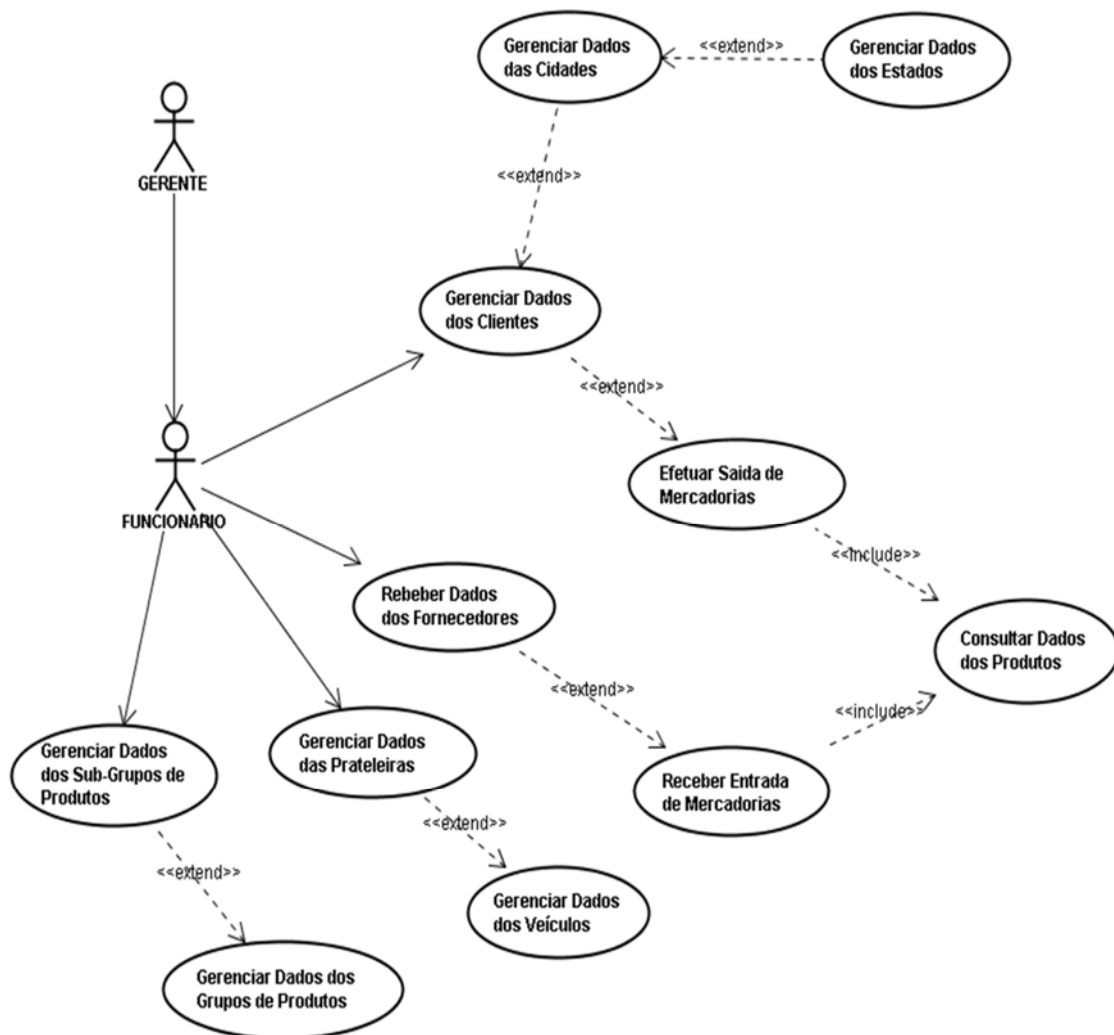 Gerenciar Dados
das Cidades
<<extend>>
Gerenciar Dados
dos Estados
GERENTE
<<extend>>
Gerenciar Dados
dos Clientes
<<extend>>
Efetuar Saida de
Mercadorias
FUNCIONARIO
<<include>>
Rebeber Dados
dos Fornecedores
Consultar Dados
dos Produtos
<<extend>>
<<include>>
Gerenciar Dados
dos Sub-Grupos de
Produtos
Gerenciar Dados
das Prateleiras
Receber Entrada
de Mercadorias
<<extend>>
<<extend>>
Gerenciar Dados
dos Veículos
Gerenciar Dados dos
Grupos de Produtos